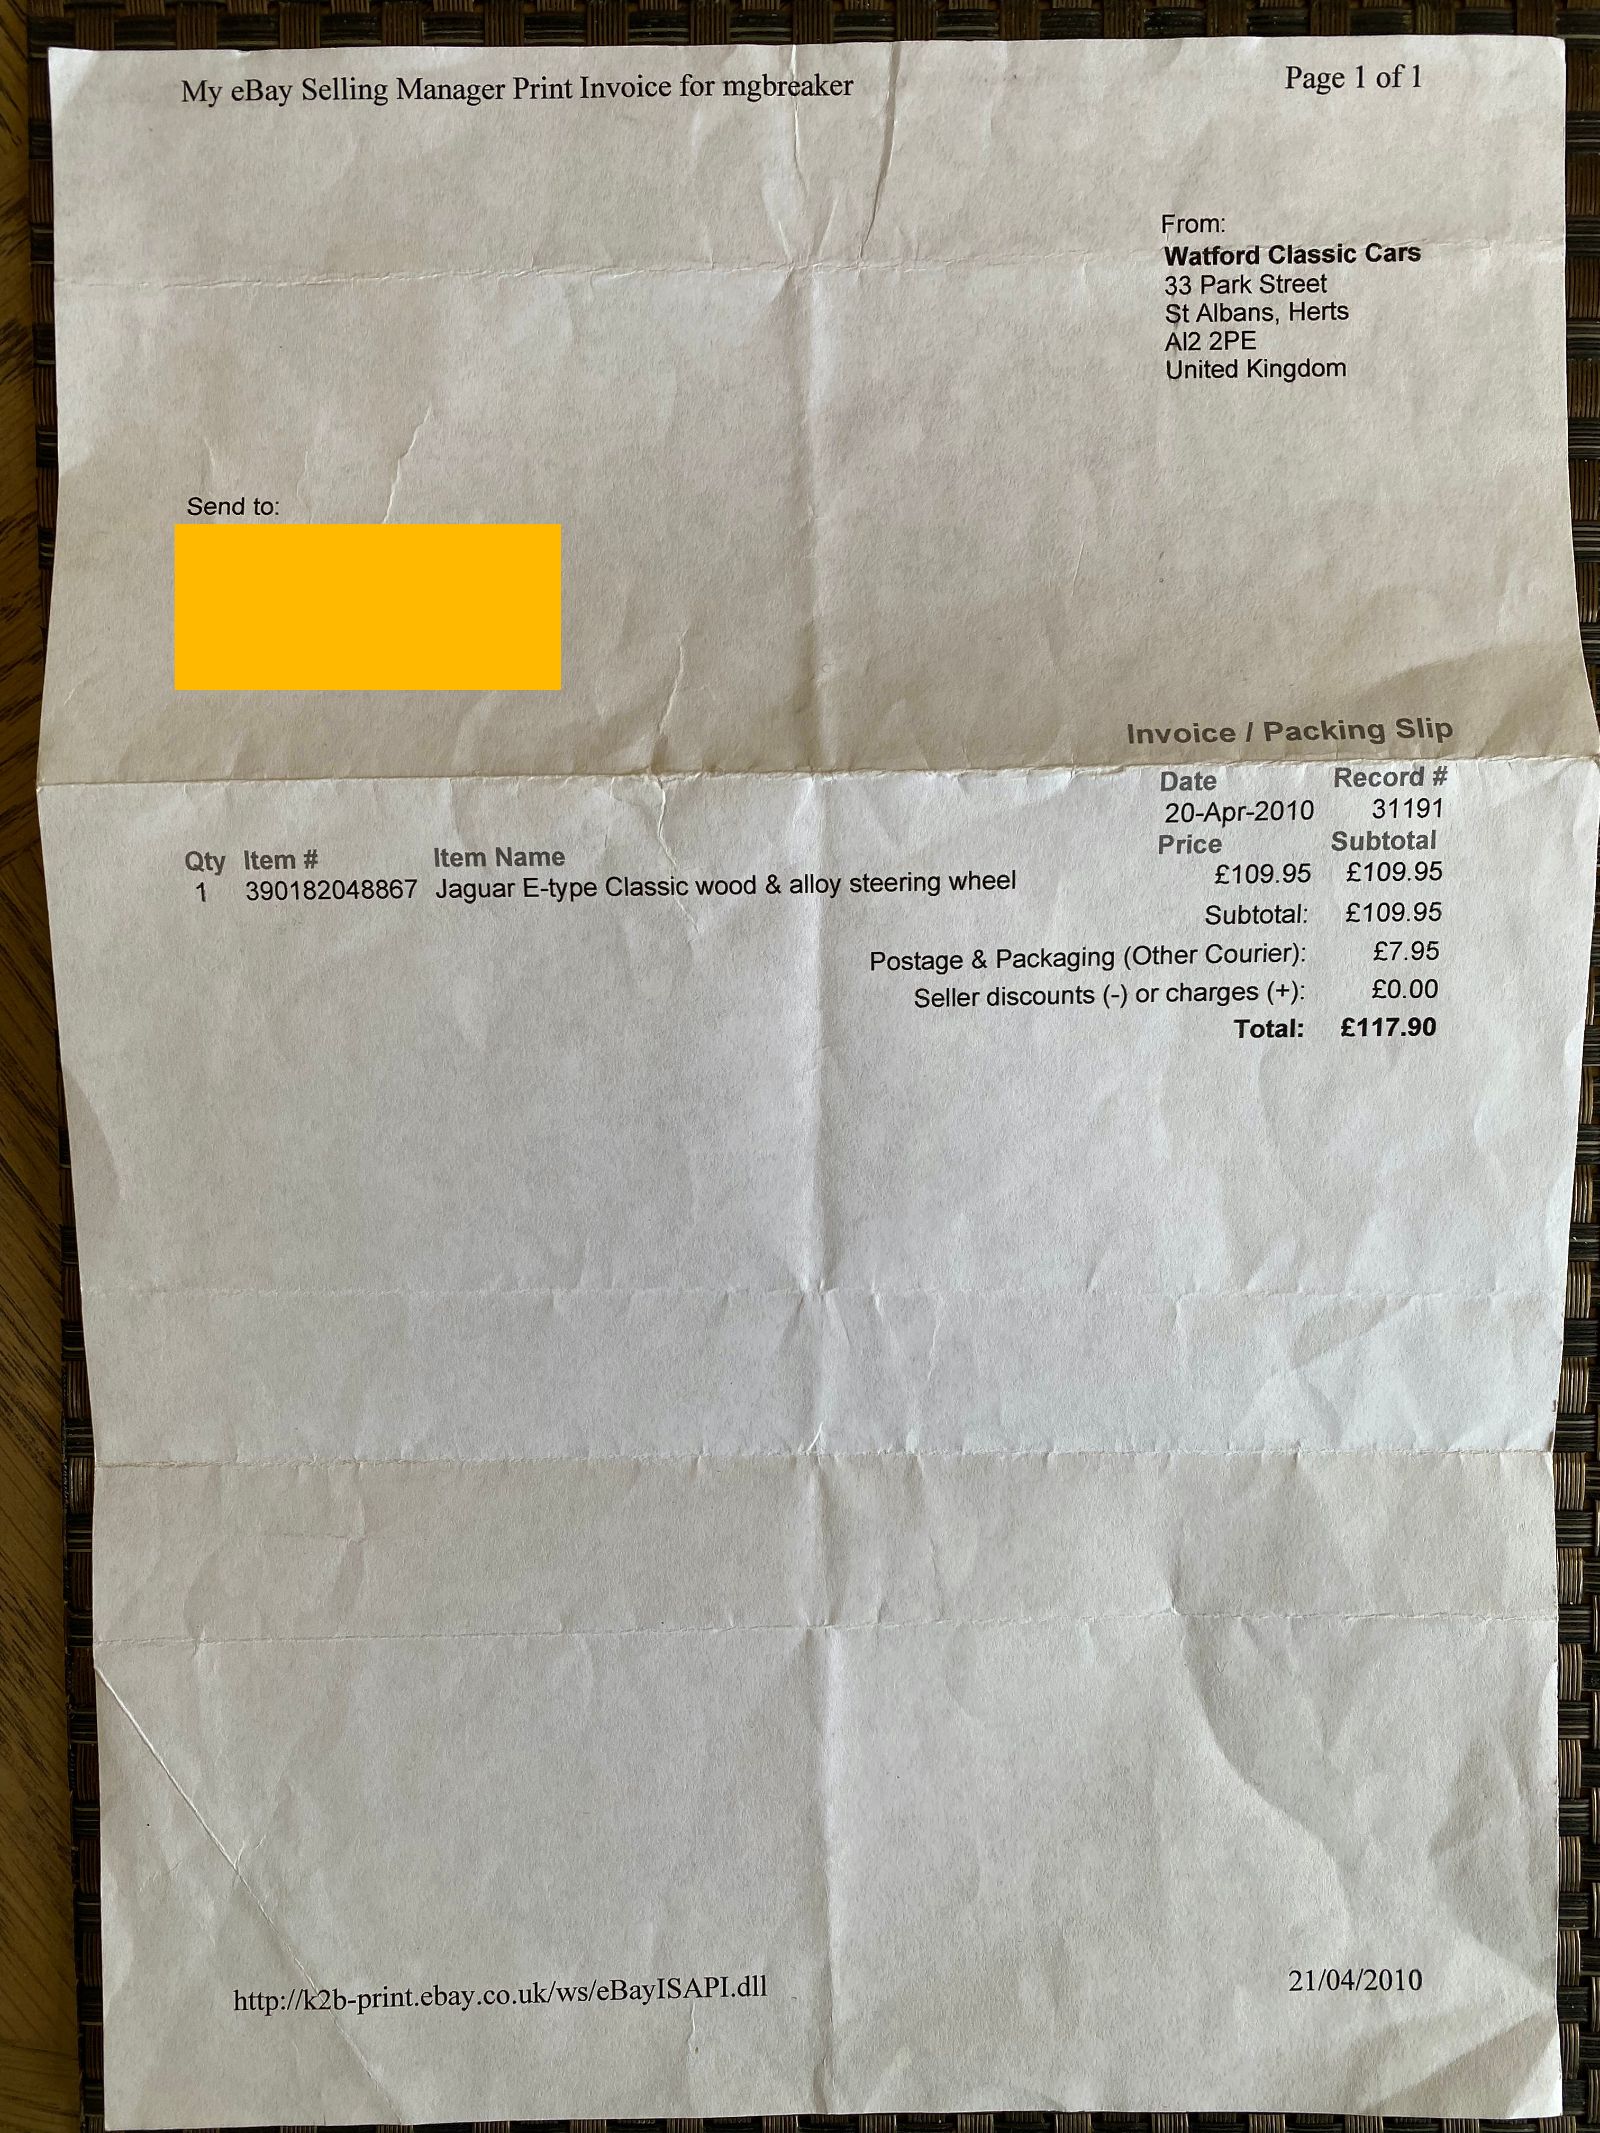 My eBay Selling Manager Print Invoice for mgbreaker Page 1 of 1
From:
Watford Classic Cars
33 Park Street
St Albans, Herts
Al2 2PE
United Kingdom
Send to:
Invoice / Packing Slip
Date Record #
20-Apr-2010 31191
Qty Item # Item Name Price Subtotal
1 390182048867 Jaguar E-type Classic wood & alloy steering wheel £109.95 £109.95
Subtotal: £109.95
Postage & Packaging (Other Courier): £7.95
Seller discounts (-) or charges (+): £0.00
Total: £117.90
http://k2b-print.ebay.co.uk/ws/eBayISAPI.dll 21/04/2010